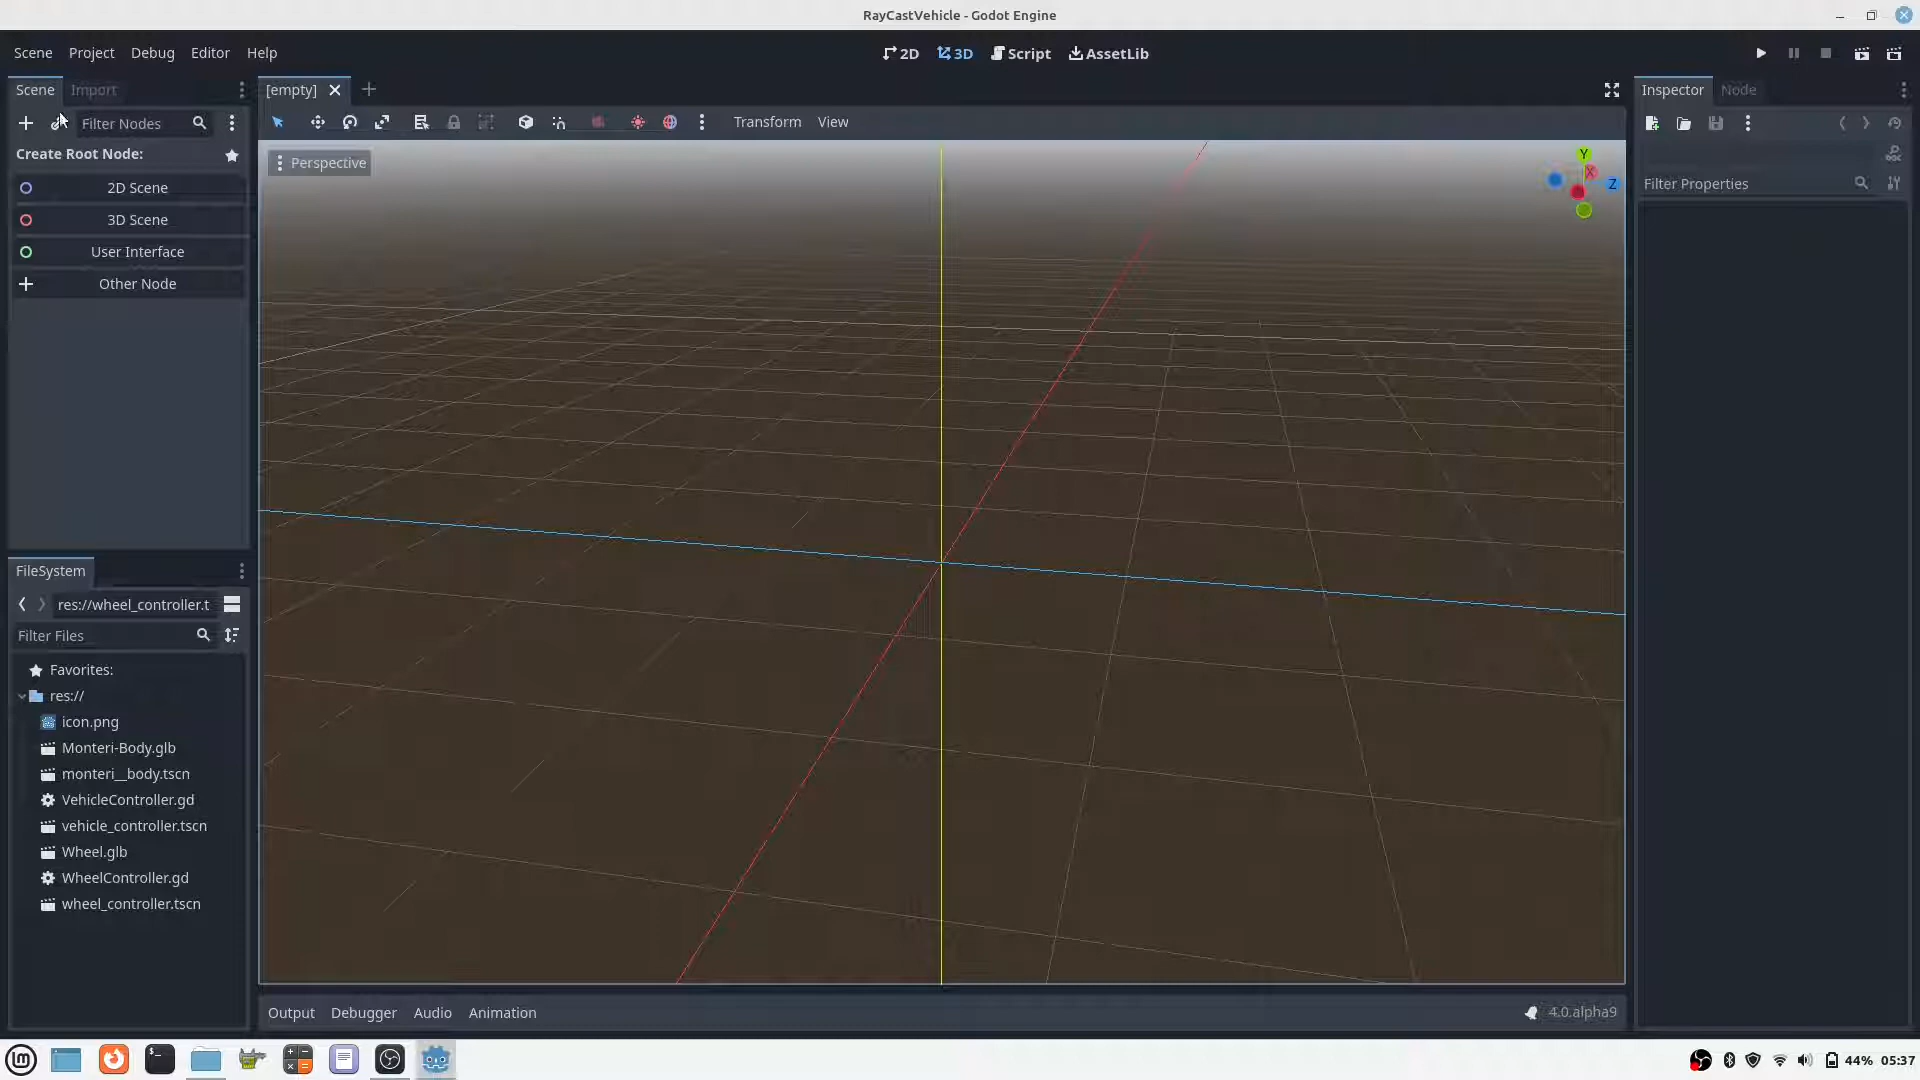 RayCastVehicle - Godot Engine
Scene Project Debug Editor Help
2D 3D Script AssetLib
Scene Import
[empty]
Inspector Node
Filter Nodes
Transform View
Create Root Node:
Perspective
Y
X
Z
Filter Properties
2D Scene
3D Scene
User Interface
Other Node
FileSystem
res://wheel_controller.t
Filter Files
Favorites:
res://
icon.png
Monteri-Body.glb
monteri__body.tscn
VehicleController.gd
vehicle_controller.tscn
Wheel.glb
WheelController.gd
wheel_controller.tscn
Output Debugger Audio Animation
4.0.alpha9
lm
44% 05:37